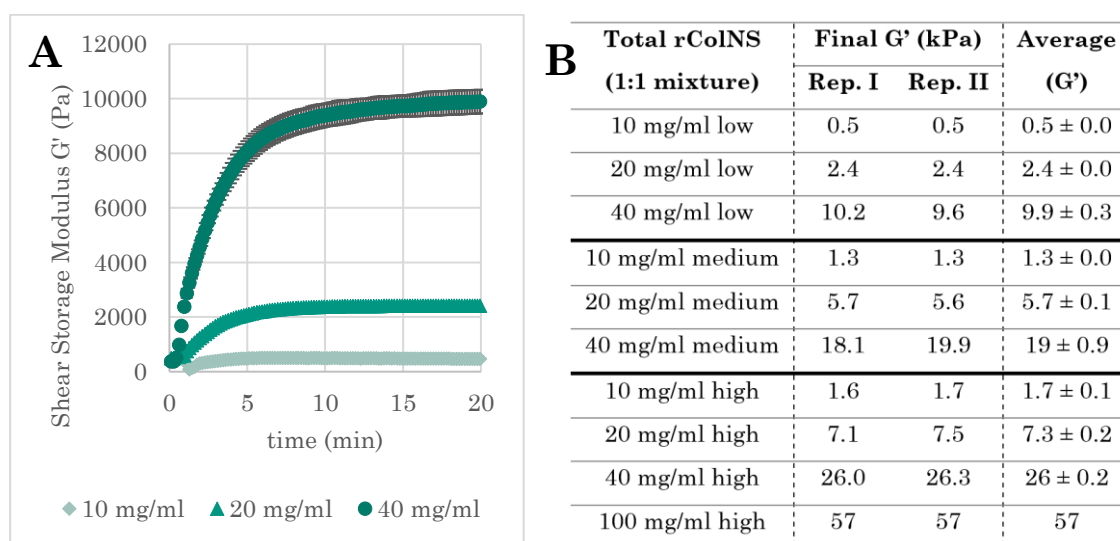 A
Shear Storage Modulus G' (Pa)
12000
10000
8000
6000
4000
2000
0
0 5 10 15 20
time (min)
10 mg/ml 20 mg/ml 40 mg/ml
B
Total rColNS Final G’ (kPa) Average
(1:1 mixture) Rep. I Rep. II (G’)
10 mg/ml low 0.5 0.5 0.5 ± 0.0
20 mg/ml low 2.4 2.4 2.4 ± 0.0
40 mg/ml low 10.2 9.6 9.9 ± 0.3
10 mg/ml medium 1.3 1.3 1.3 ± 0.0
20 mg/ml medium 5.7 5.6 5.7 ± 0.1
40 mg/ml medium 18.1 19.9 19 ± 0.9
10 mg/ml high 1.6 1.7 1.7 ± 0.1
20 mg/ml high 7.1 7.5 7.3 ± 0.2
40 mg/ml high 26.0 26.3 26 ± 0.2
100 mg/ml high 57 57 57